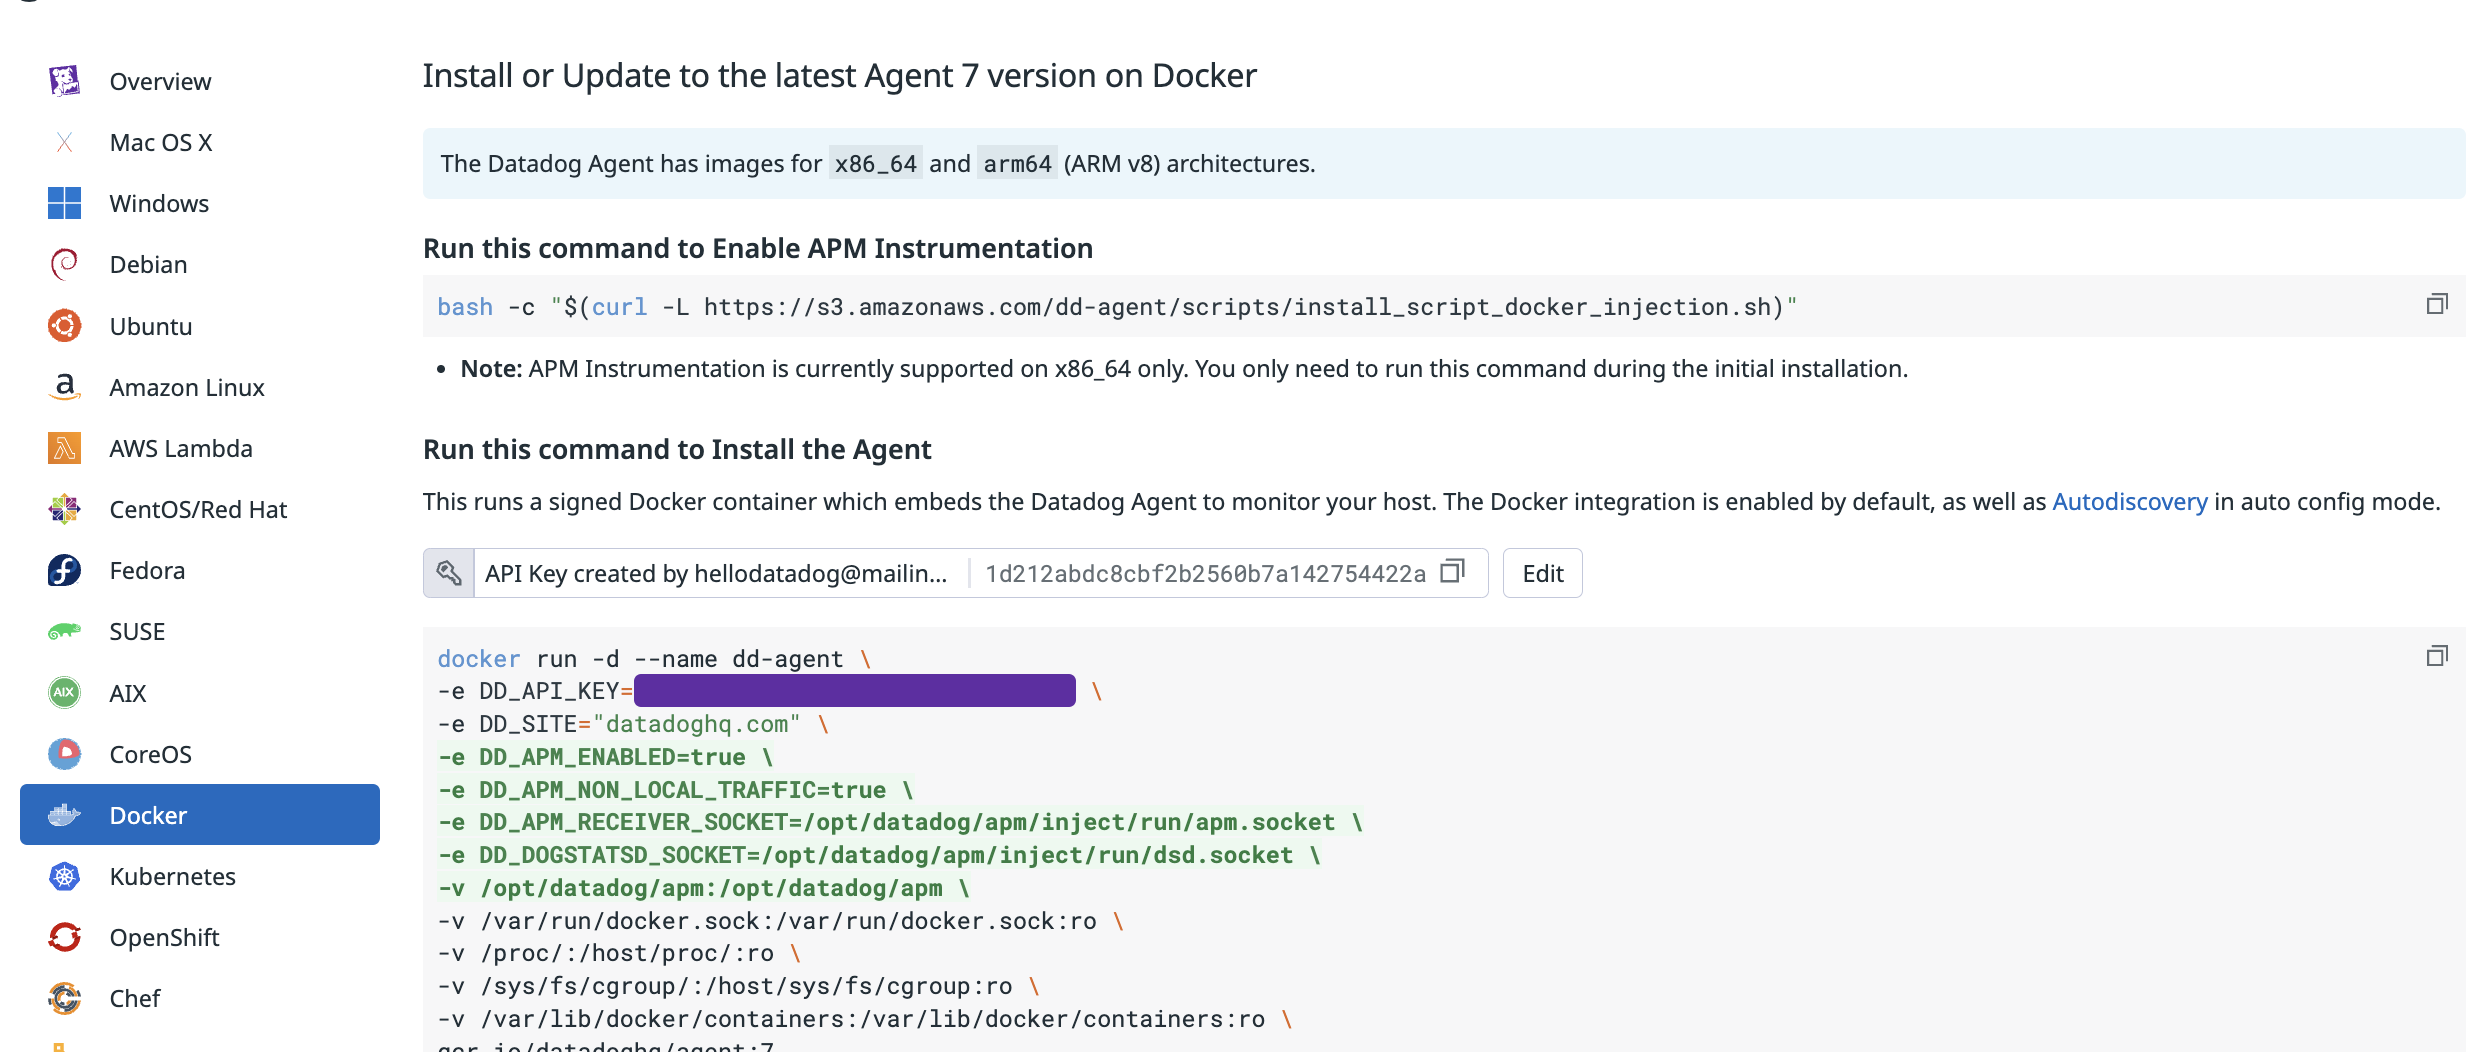 Overview
Mac OS X
Windows
Debian
Ubuntu
Amazon Linux
AWS Lambda
CentOS/Red Hat
Fedora
SUSE
AIX
CoreOS
Docker
Kubernetes
OpenShift
Chef
Install or Update to the latest Agent 7 version on Docker
The Datadog Agent has images for x86_64 and arm64 (ARM v8) architectures.
Run this command to Enable APM Instrumentation
bash -c "$(curl -L https://s3.amazonaws.com/dd-agent/scripts/install_script_docker_injection.sh)"
• Note: APM Instrumentation is currently supported on x86_64 only. You only need to run this command during the initial installation.
Run this command to Install the Agent
This runs a signed Docker container which embeds the Datadog Agent to monitor your host. The Docker integration is enabled by default, as well as Autodiscovery in auto config mode.
API Key created by hellodatadog@mailin... 1d212abdc8cbf2b2560b7a142754422a Edit
docker run -d --name dd-agent \
-e DD_API_KEY= \
-e DD_SITE="datadoghq.com" \
-e DD_APM_ENABLED=true \
-e DD_APM_NON_LOCAL_TRAFFIC=true \
-e DD_APM_RECEIVER_SOCKET=/opt/datadog/apm/inject/run/apm.socket \
-e DD_DOGSTATSD_SOCKET=/opt/datadog/apm/inject/run/dsd.socket \
-v /opt/datadog/apm:/opt/datadog/apm \
-v /var/run/docker.sock:/var/run/docker.sock:ro \
-v /proc/:/host/proc/:ro \
-v /sys/fs/cgroup/:/host/sys/fs/cgroup:ro \
-v /var/lib/docker/containers:/var/lib/docker/containers:ro \
gcr.io/datadoghq/agent:7